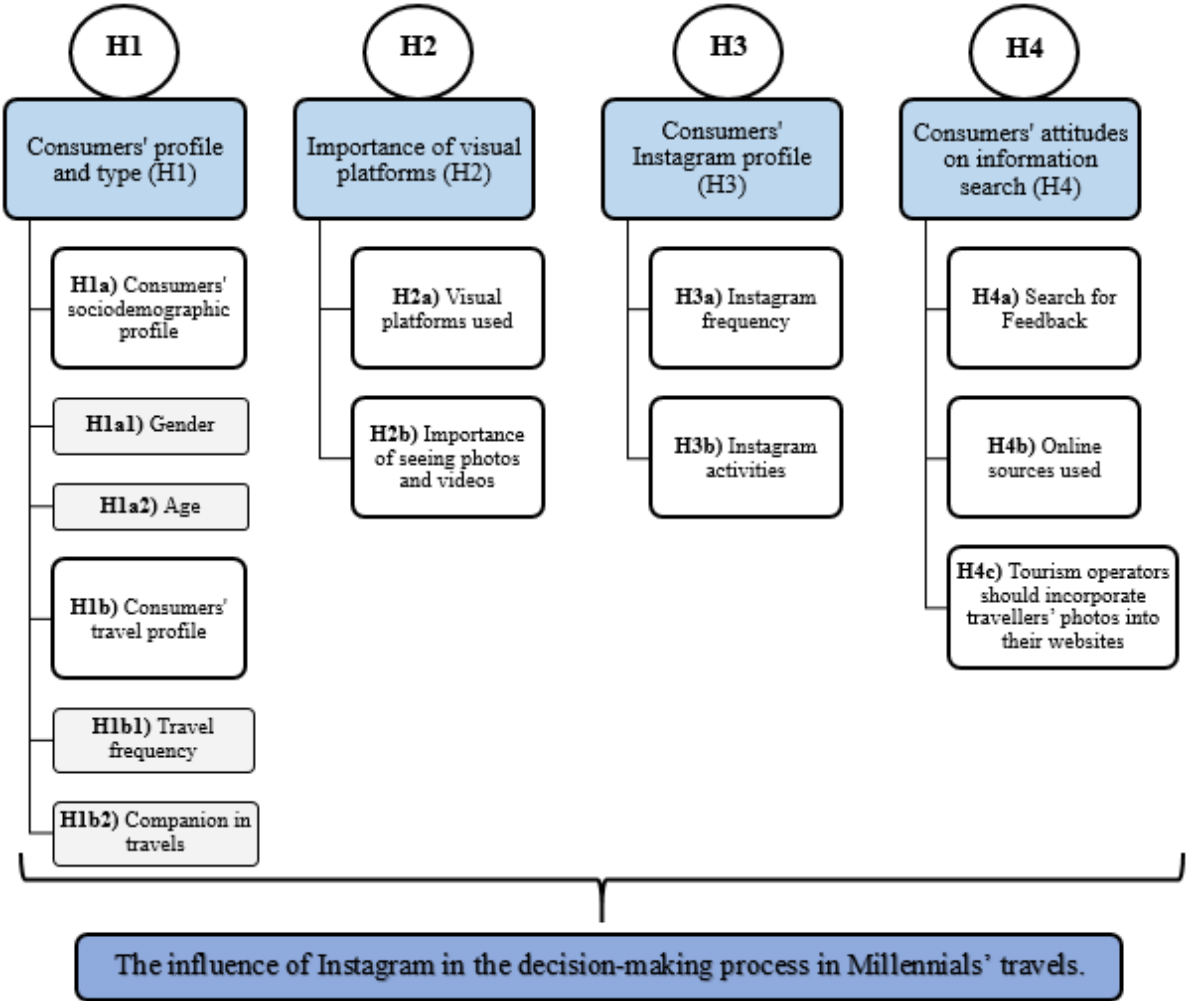 H1
H2
H3
H4
Consumers' profile
and type (H1)
Importance of visual
platforms (H2)
Consumers'
Instagram profile
(H3)
Consumers' attitudes
on information
search (H4)
H1a) Consumers'
sociodemographic
profile
H1a1) Gender
H1a2) Age
H1b) Consumers'
travel profile
H1b1) Travel
frequency
H1b2) Companion in
travels
H2a) Visual
platforms used
H2b) Importance
of seeing photos
and videos
H3a) Instagram
frequency
H3b) Instagram
activities
H4a) Search for
Feedback
H4b) Online
sources used
H4c) Tourism operators
should incorporate
travellers’ photos into
their websites
The influence of Instagram in the decision-making process in Millennials’ travels.